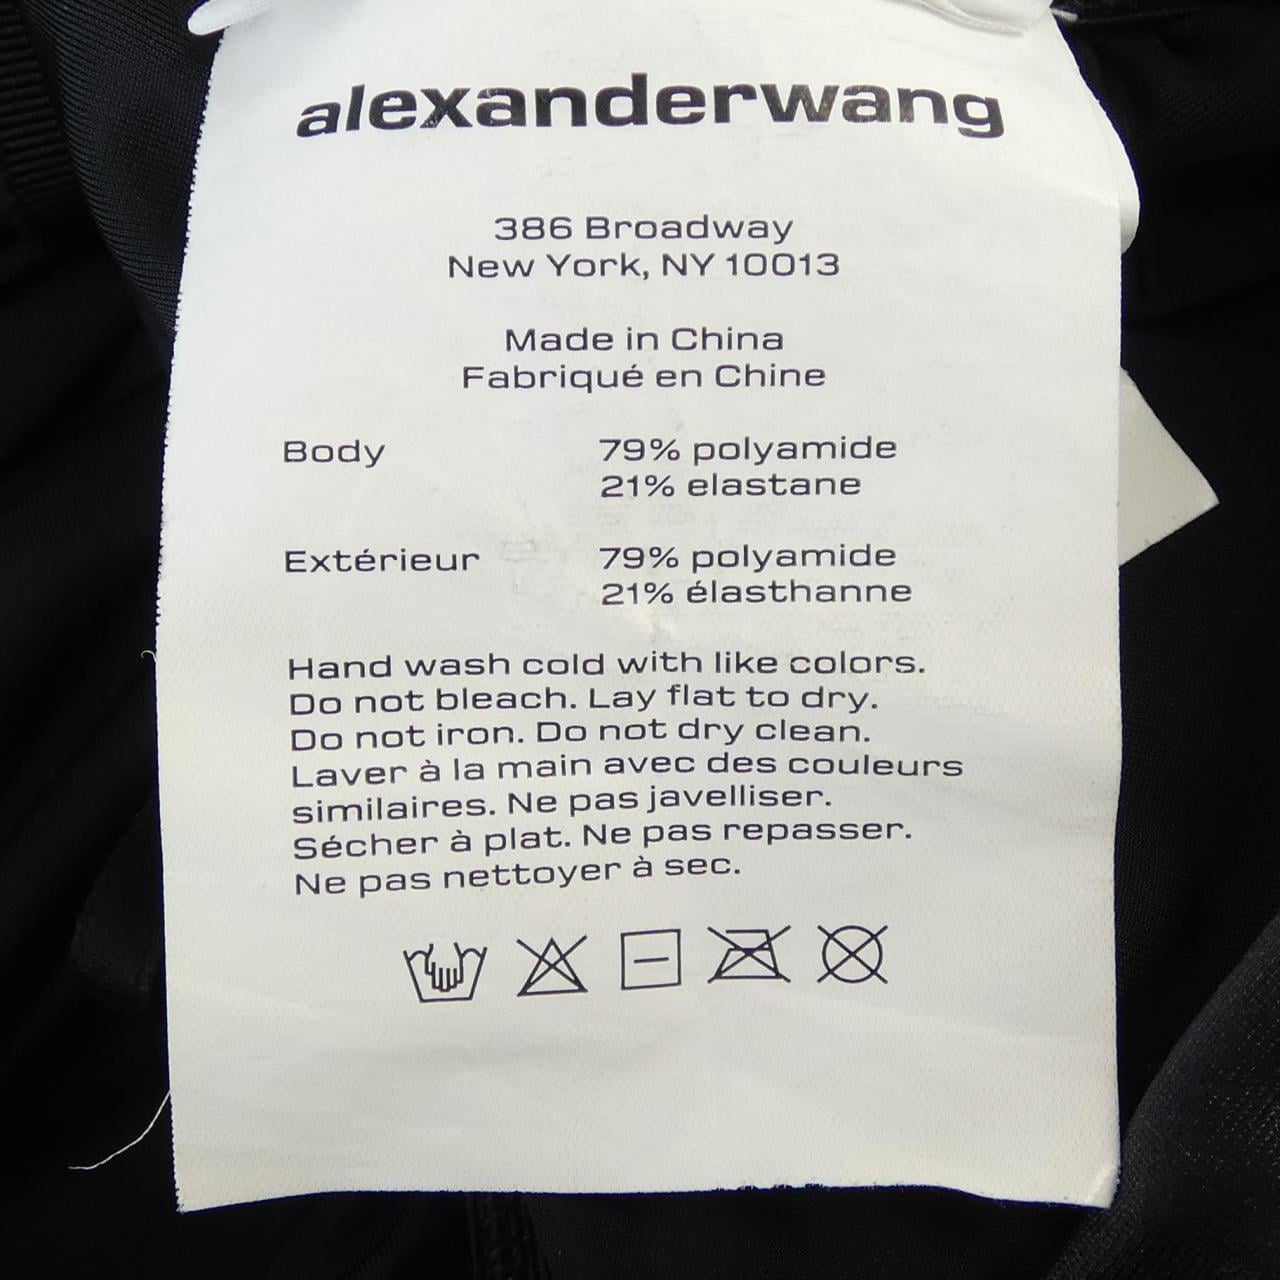 alexanderwang
386 Broadway
New York, NY 10013
Made in China
Fabriqué en Chine
Body 79% polyamide
21% elastane
Extérieur 79% polyamide
21% élasthanne
Hand wash cold with like colors.
Do not bleach. Lay flat to dry.
Do not iron. Do not dry clean.
Laver à la main avec des couleurs
similaires. Ne pas javelliser.
Sécher à plat. Ne pas repasser.
Ne pas nettoyer à sec.